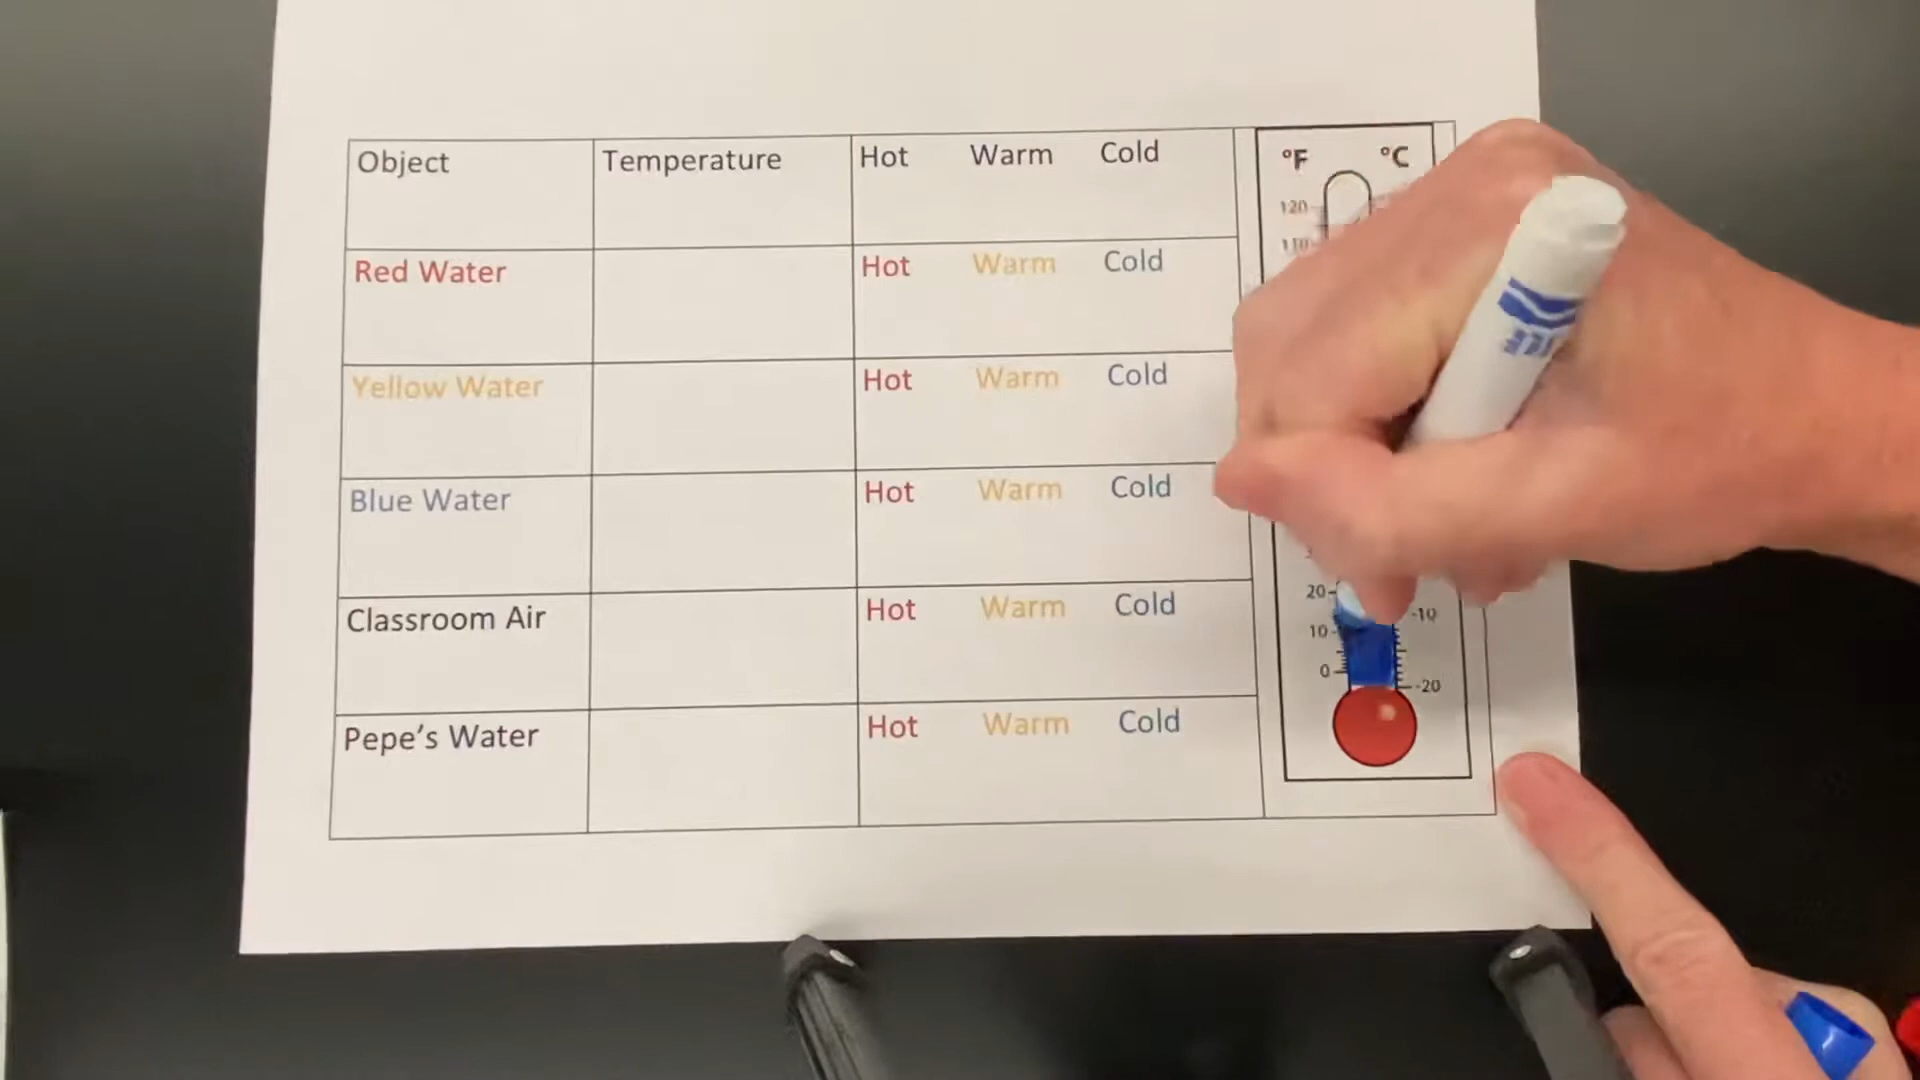 Object Temperature Hot Warm Cold °F °C
120
110
Red Water Hot Warm Cold
Yellow Water Hot Warm Cold
Blue Water Hot Warm Cold
20
-10
10
0
-20
Classroom Air Hot Warm Cold
Pepe's Water Hot Warm Cold